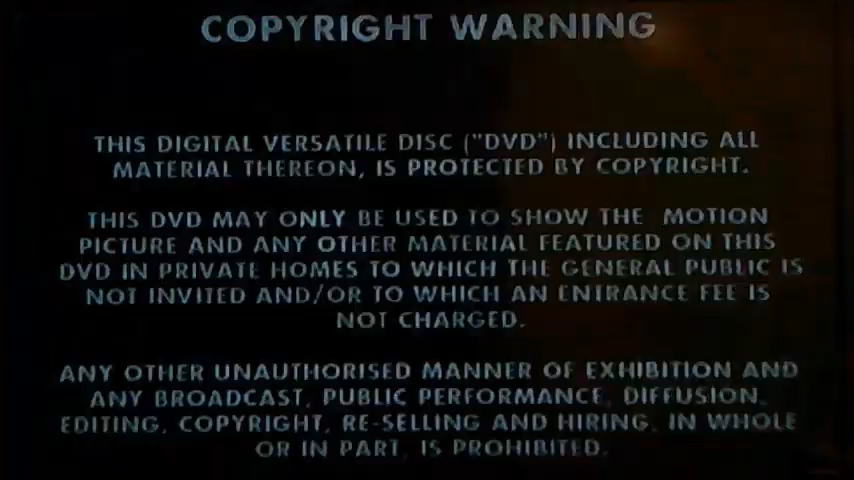 COPYRIGHT WARNING
THIS DIGITAL VERSATILE DISC ("DVD") INCLUDING ALL
MATERIAL THEREON, IS PROTECTED BY COPYRIGHT.
THIS DVD MAY ONLY BE USED TO SHOW THE MOTION
PICTURE AND ANY OTHER MATERIAL FEATURED ON THIS
DVD IN PRIVATE HOMES TO WHICH THE GENERAL PUBLIC IS
NOT INVITED AND/OR TO WHICH AN ENTRANCE FEE IS
NOT CHARGED.
ANY OTHER UNAUTHORISED MANNER OF EXHIBITION AND
ANY BROADCAST, PUBLIC PERFORMANCE, DIFFUSION,
EDITING, COPYRIGHT, RE-SELLING AND HIRING, IN WHOLE
OR IN PART, IS PROHIBITED.